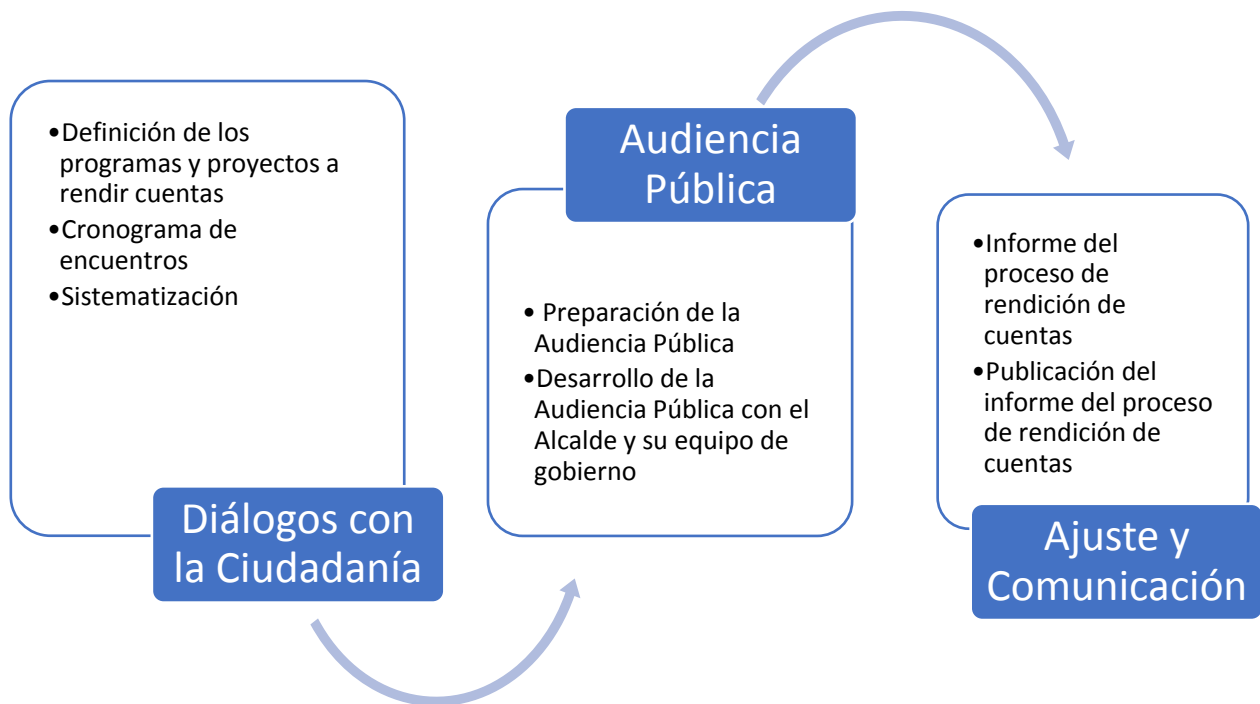 •Definición de los
programas y proyectos a
rendir cuentas
•Cronograma de
encuentros
•Sistematización
Diálogos con
la Ciudadanía
Audiencia
Pública
• Preparación de la
Audiencia Pública
•Desarrollo de la
Audiencia Pública con el
Alcalde y su equipo de
gobierno
•Informe del
proceso de
rendición de
cuentas
•Publicación del
informe del proceso
de rendición de
cuentas
Ajuste y
Comunicación